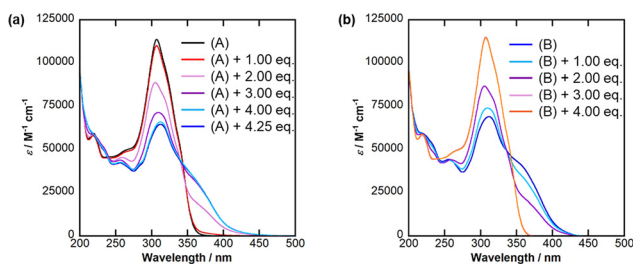 (a)
125000
100000
75000
50000
25000
0
ε / M⁻¹ cm⁻¹
200 250 300 350 400 450 500
Wavelength / nm
(A)
(A) + 1.00 eq.
(A) + 2.00 eq.
(A) + 3.00 eq.
(A) + 4.00 eq.
(A) + 4.25 eq.
(b)
125000
100000
75000
50000
25000
0
ε / M⁻¹ cm⁻¹
200 250 300 350 400 450 500
Wavelength / nm
(B)
(B) + 1.00 eq.
(B) + 2.00 eq.
(B) + 3.00 eq.
(B) + 4.00 eq.